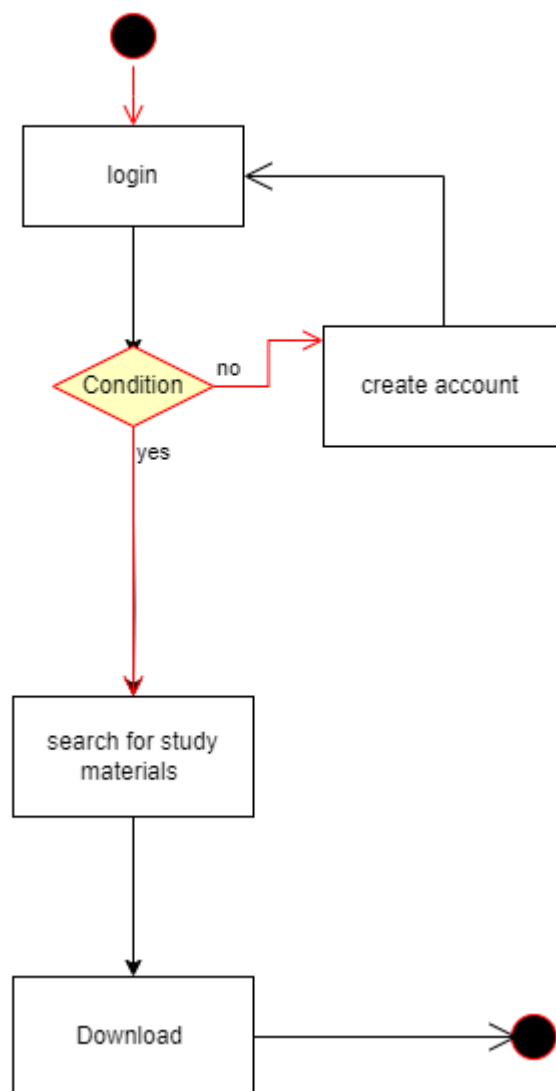 login
Condition
no
create account
yes
search for study
materials
Download